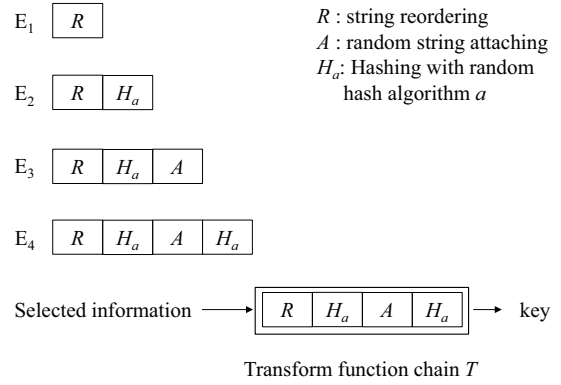 E1 R
R : string reordering
A : random string attaching
Ha: Hashing with random
hash algorithm a
E2 R Ha
E3 R Ha A
E4 R Ha A Ha
Selected information R Ha A Ha key
Transform function chain T